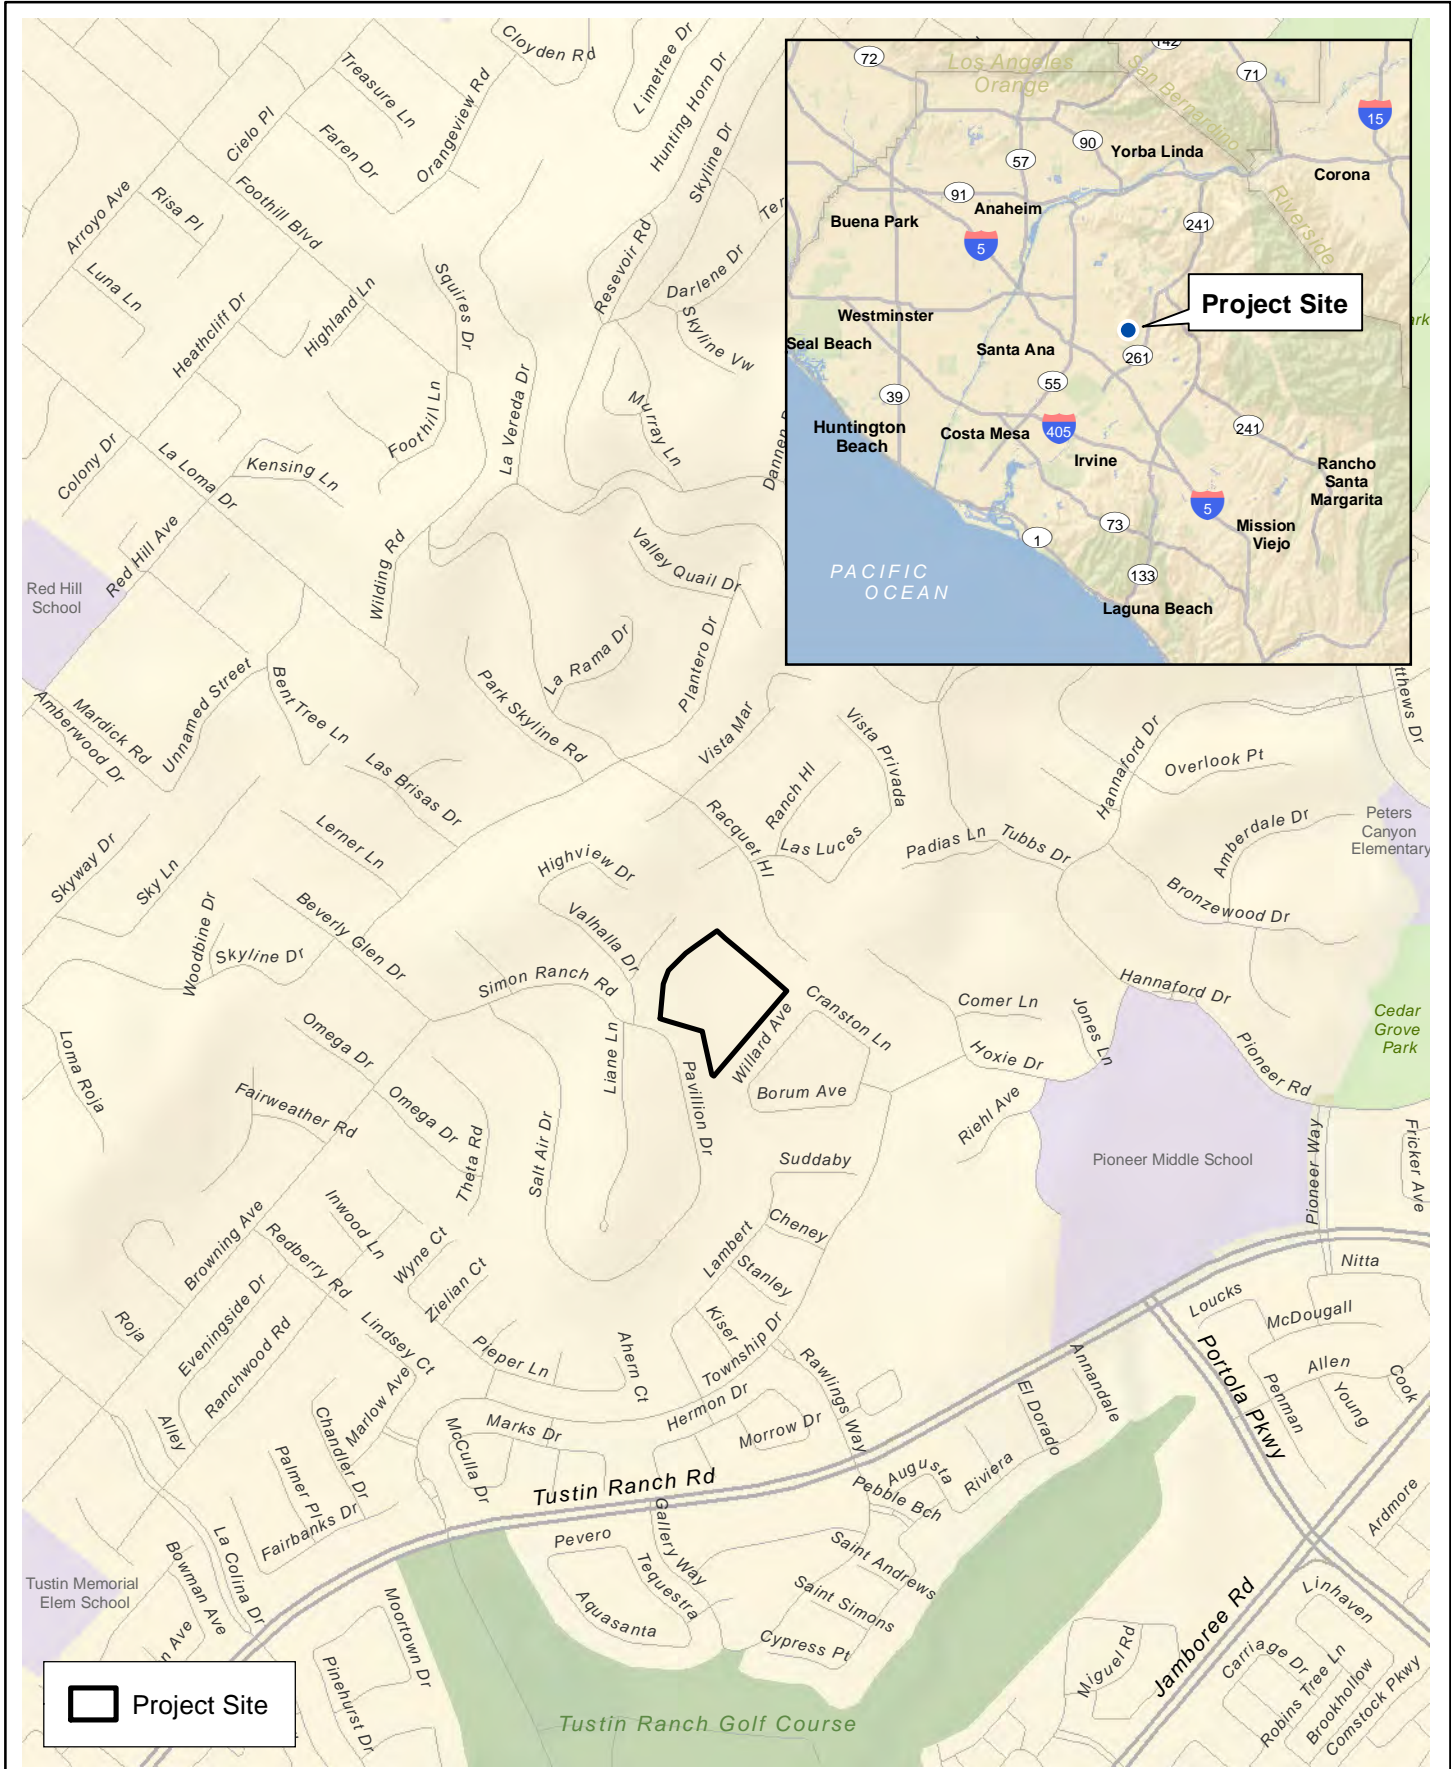 Cloyden Rd
Limetree Dr
Treasure Ln
Orangeview Rd
Hunting Horn Dr
Cielo Pl
Faren Dr
Skyline Dr
Arroyo Ave
Risa Pl
Foothill Blvd
Ter
Resevoir Rd
Luna Ln
Squires Dr
Darlene Dr
Heathcliff Dr
Highland Ln
Skyline Vw
La Vereda Dr
Foothill Ln
Murray Ln
Colony Dr
La Loma Dr
Kensing Ln
Dannen D
Red Hill Ave
Wilding Rd
Valley Quail Dr
Red Hill
School
La Rama Dr
Plantero Dr
Unnamed Street
Bent Tree Ln
Park Skyline Rd
Mardick Rd
Amberwood Dr
Vista Mar
Vista Privada
Hannaford Dr
tthews Dr
Overlook Pt
Las Brisas Dr
Ranch Hl
Racquet Hl
Las Luces
Padias Ln
Tubbs Dr
Amberdale Dr
Peters
Canyon
Elementary
Lerner Ln
Skyway Dr
Sky Ln
Highview Dr
Bronzewood Dr
Woodbine Dr
Beverly Glen Dr
Valhalla Dr
Skyline Dr
Simon Ranch Rd
Hannaford Dr
Cranston Ln
Comer Ln
Jones Ln
Cedar
Grove
Park
Omega Dr
Loma Roja
Liane Ln
Willard Ave
Hoxie Dr
Pioneer Rd
Pavillion Dr
Borum Ave
Fairweather Rd
Omega Dr
Riehl Ave
Salt Air Dr
Theta Rd
Suddaby
Pioneer Middle School
Pioneer Way
Fricker Ave
Inwood Ln
Browning Ave
Redberry Rd
Wyne Ct
Cheney
Lambert
Zielian Ct
Stanley
Nitta
Eveningside Dr
Loucks
McDougall
Roja
Ranchwood Rd
Lindsey Ct
Pieper Ln
Ahern Ct
Kiser
Township Dr
Rawlings Way
Annandale
Portola Pkwy
Allen
Cook
Penman
Young
Alley
Chandler Dr
Marlow Ave
Hermon Dr
El Dorado
Marks Dr
Morrow Dr
McCulla Dr
Palmer Pl
Augusta
Riviera
Tustin Ranch Rd
Pebble Bch
Ardmore
Fairbanks Dr
Gallery Way
Pevero
La Colina Dr
Bowman Ave
Tequestra
Saint Andrews
Tustin Memorial
Elem School
Moortown Dr
Aquasanta
Saint Simons
Linhaven
Jamboree Rd
n Ave
Cypress Pt
Miguel Rd
Carriage Dr
Robins Tree Ln
Brookhollow
Comstock Pkwy
Pinehurst Dr
Tustin Ranch Golf Course
Project Site
72
Los Angeles
Orange
142
San Bernardino
71
15
57
90
Yorba Linda
Corona
91
Anaheim
Buena Park
5
241
Riverside
Project Site
Westminster
Seal Beach
Santa Ana
261
55
39
Huntington
Beach
Costa Mesa
405
241
Irvine
Rancho
Santa
Margarita
5
73
1
Mission
Viejo
PACIFIC
OCEAN
133
Laguna Beach
ark